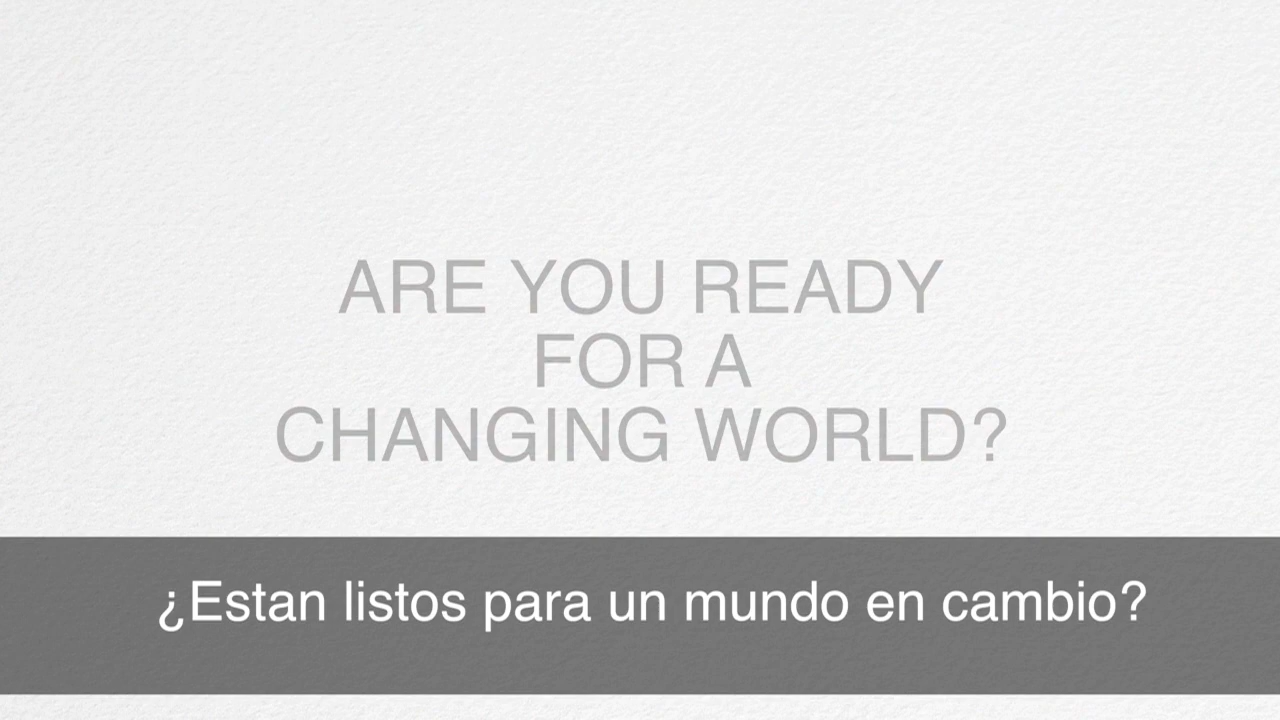 ARE YOU READY
FOR A
CHANGING WORLD?
¿Estan listos para un mundo en cambio?